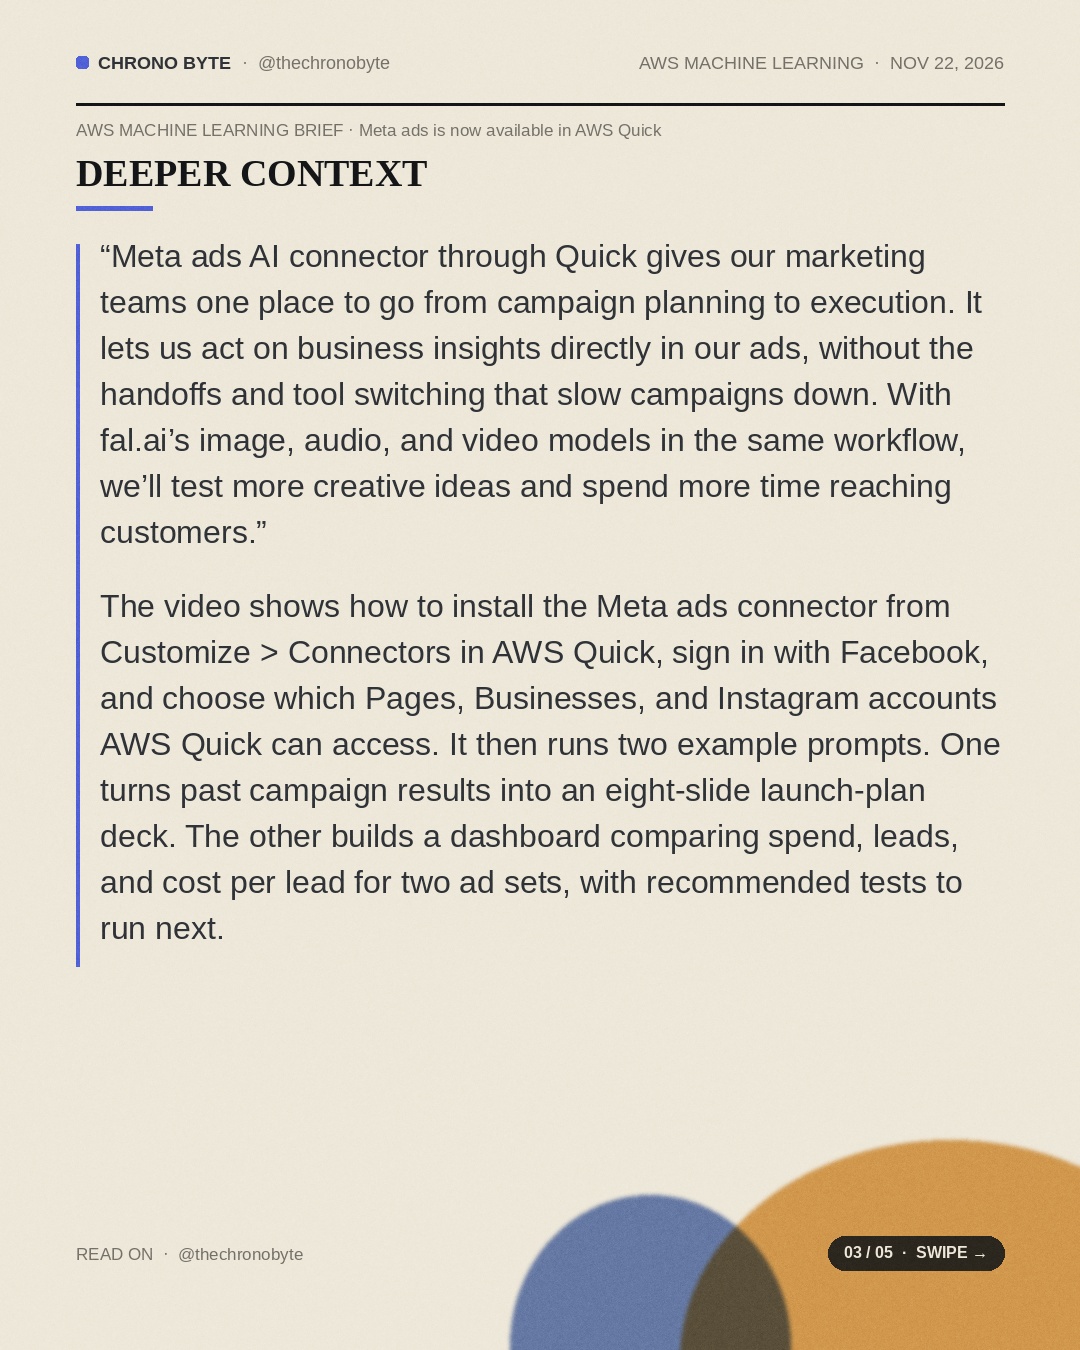 CHRONO BYTE · @thechronobyte
AWS MACHINE LEARNING · NOV 22, 2026
AWS MACHINE LEARNING BRIEF · Meta ads is now available in AWS Quick
DEEPER CONTEXT
“Meta ads AI connector through Quick gives our marketing
teams one place to go from campaign planning to execution. It
lets us act on business insights directly in our ads, without the
handoffs and tool switching that slow campaigns down. With
fal.ai’s image, audio, and video models in the same workflow,
we’ll test more creative ideas and spend more time reaching
customers.”
The video shows how to install the Meta ads connector from
Customize > Connectors in AWS Quick, sign in with Facebook,
and choose which Pages, Businesses, and Instagram accounts
AWS Quick can access. It then runs two example prompts. One
turns past campaign results into an eight-slide launch-plan
deck. The other builds a dashboard comparing spend, leads,
and cost per lead for two ad sets, with recommended tests to
run next.
READ ON · @thechronobyte
03 / 05 · SWIPE →